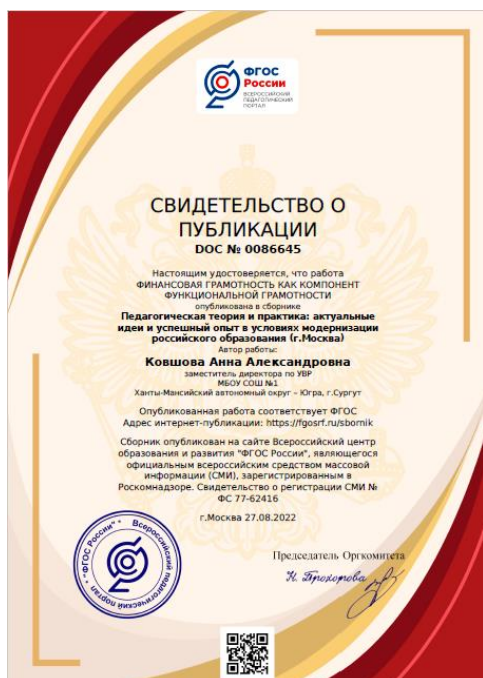 ФГОС
России
ВСЕРОССИЙСКИЙ
ПЕДАГОГИЧЕСКИЙ
ПОРТАЛ
СВИДЕТЕЛЬСТВО О
ПУБЛИКАЦИИ
DOC № 0086645
Настоящим удостоверяется, что работа
ФИНАНСОВАЯ ГРАМОТНОСТЬ КАК КОМПОНЕНТ
ФУНКЦИОНАЛЬНОЙ ГРАМОТНОСТИ
опубликована в сборнике
Педагогическая теория и практика: актуальные
идеи и успешный опыт в условиях модернизации
российского образования (г.Москва)
Автор работы:
Ковшова Анна Александровна
заместитель директора по УВР
МБОУ СОШ №1
Ханты-Мансийский автономный округ – Югра, г.Сургут
Опубликованная работа соответствует ФГОС
Адрес интернет-публикации: https://fgosrf.ru/sbornik
Сборник опубликован на сайте Всероссийский центр
образования и развития "ФГОС России", являющегося
официальным всероссийским средством массовой
информации (СМИ), зарегистрированным в
Роскомнадзоре. Свидетельство о регистрации СМИ №
ФС 77-62416
г.Москва 27.08.2022
Председатель Оргкомитета
Н. Прохорова
Всероссийский педагогический портал • "ФГОС России" •